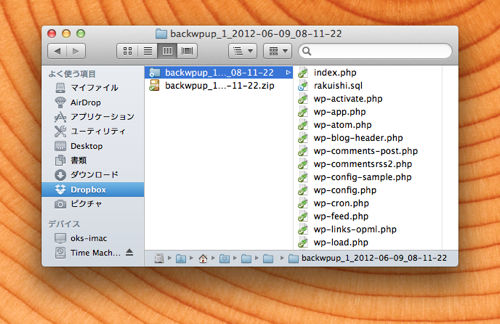 backwpup_1_2012-06-09_08-11-22
よく使う項目
マイファイル
AirDrop
アプリケーション
ユーティリティ
Desktop
書類
ダウンロード
Dropbox
ピクチャ
デバイス
oks-imac
Time Mach...
backwpup_1_..._08-11-22
backwpup_1...-11-22.zip
index.php
rakuishi.sql
wp-activate.php
wp-app.php
wp-atom.php
wp-blog-header.php
wp-comments-post.php
wp-commentsrss2.php
wp-config-sample.php
wp-config.php
wp-cron.php
wp-feed.php
wp-links-opml.php
wp-load.php
backwpup_1_2012-06-09_08-11-22